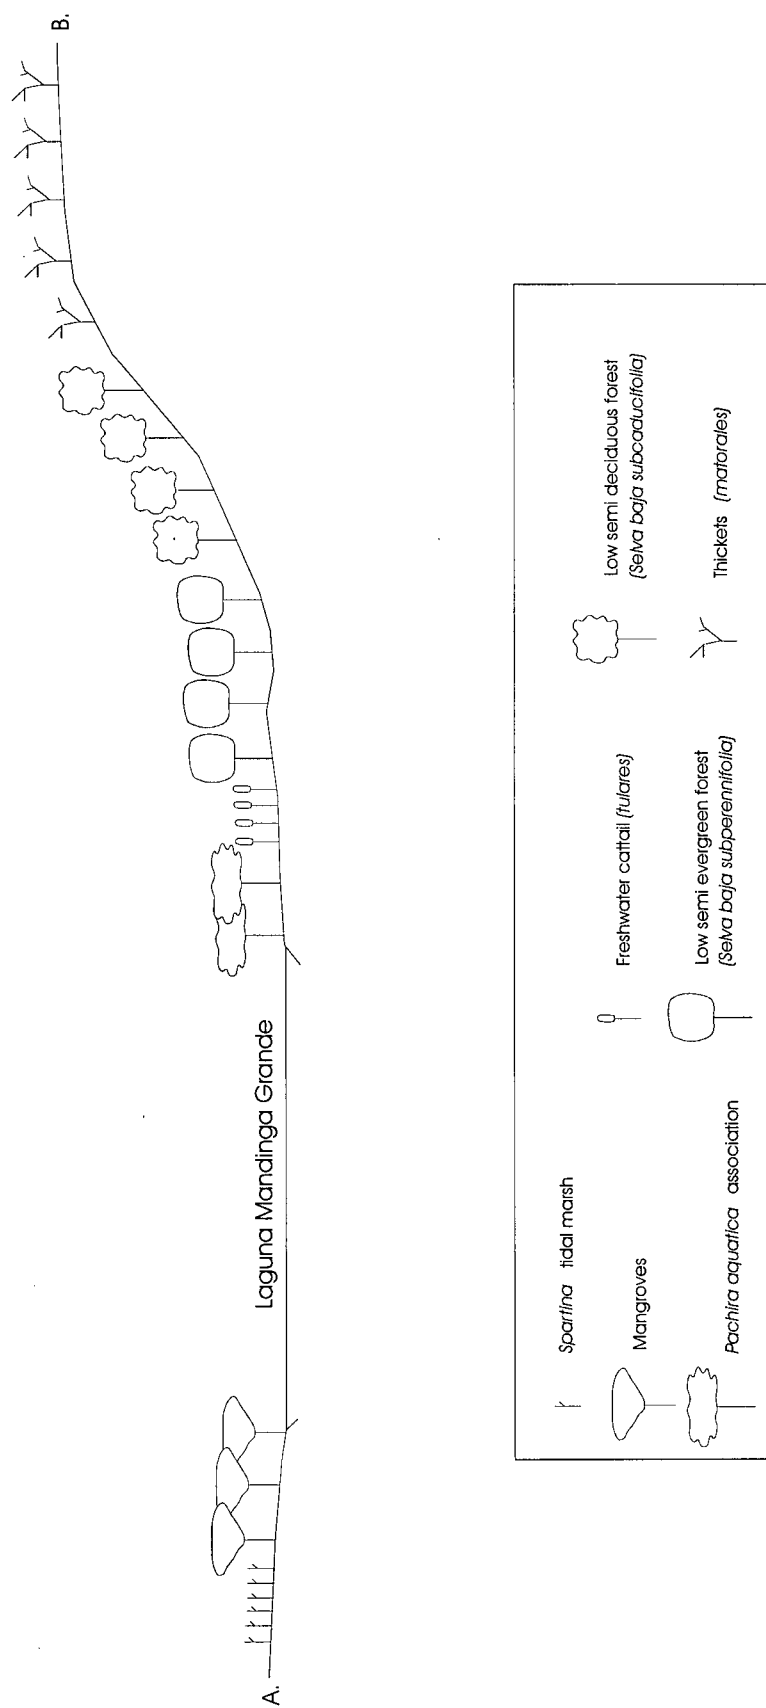 A.
B.
Laguna Mandinga Grande
Spartina tidal marsh
Mangroves
Pachira aquatica association
Freshwater cattail (tulares)
Low semi evergreen forest
(Selva baja subperennifolia)
Low semi deciduous forest
(Selva baja subcaducifolia)
Thickets (matorales)